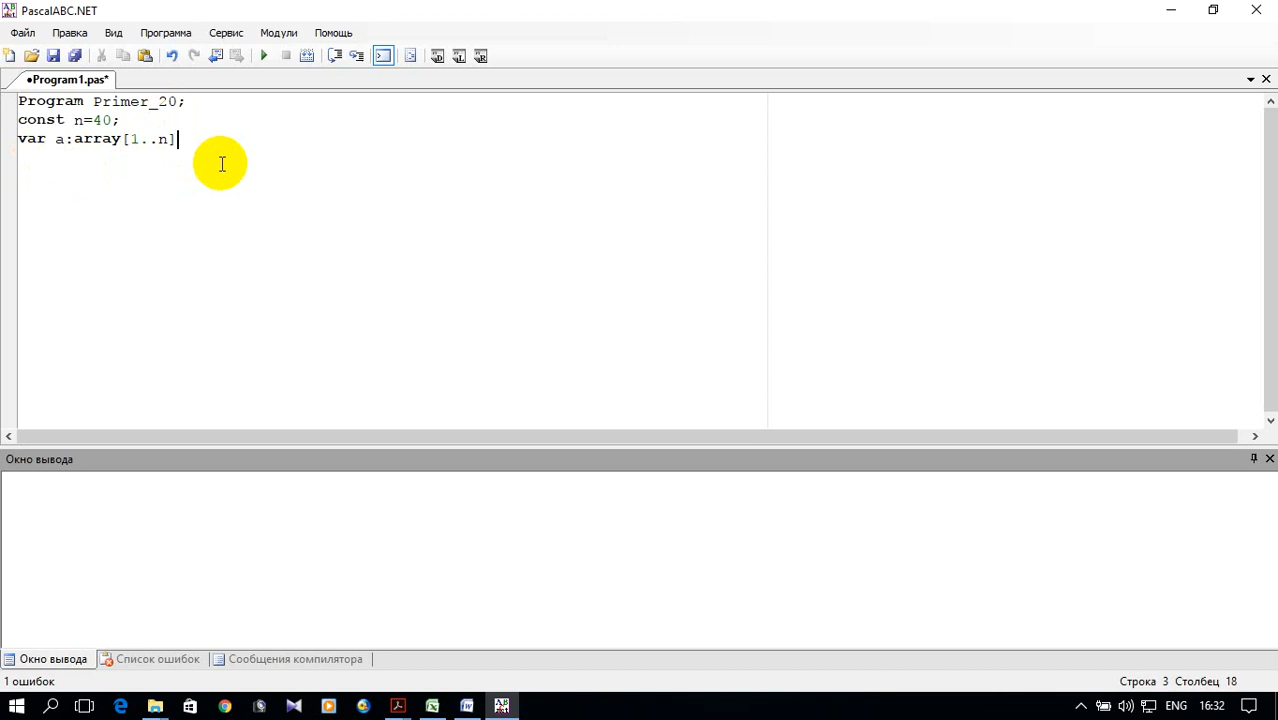 PascalABC.NET
Файл Правка Вид Программа Сервис Модули Помощь
•Program1.pas*
Program Primer_20;
const n=40;
var a:array[1..n]
Окно вывода
Окно вывода Список ошибок Сообщения компилятора
1 ошибок Строка 3 Столбец 18
ENG 16:32